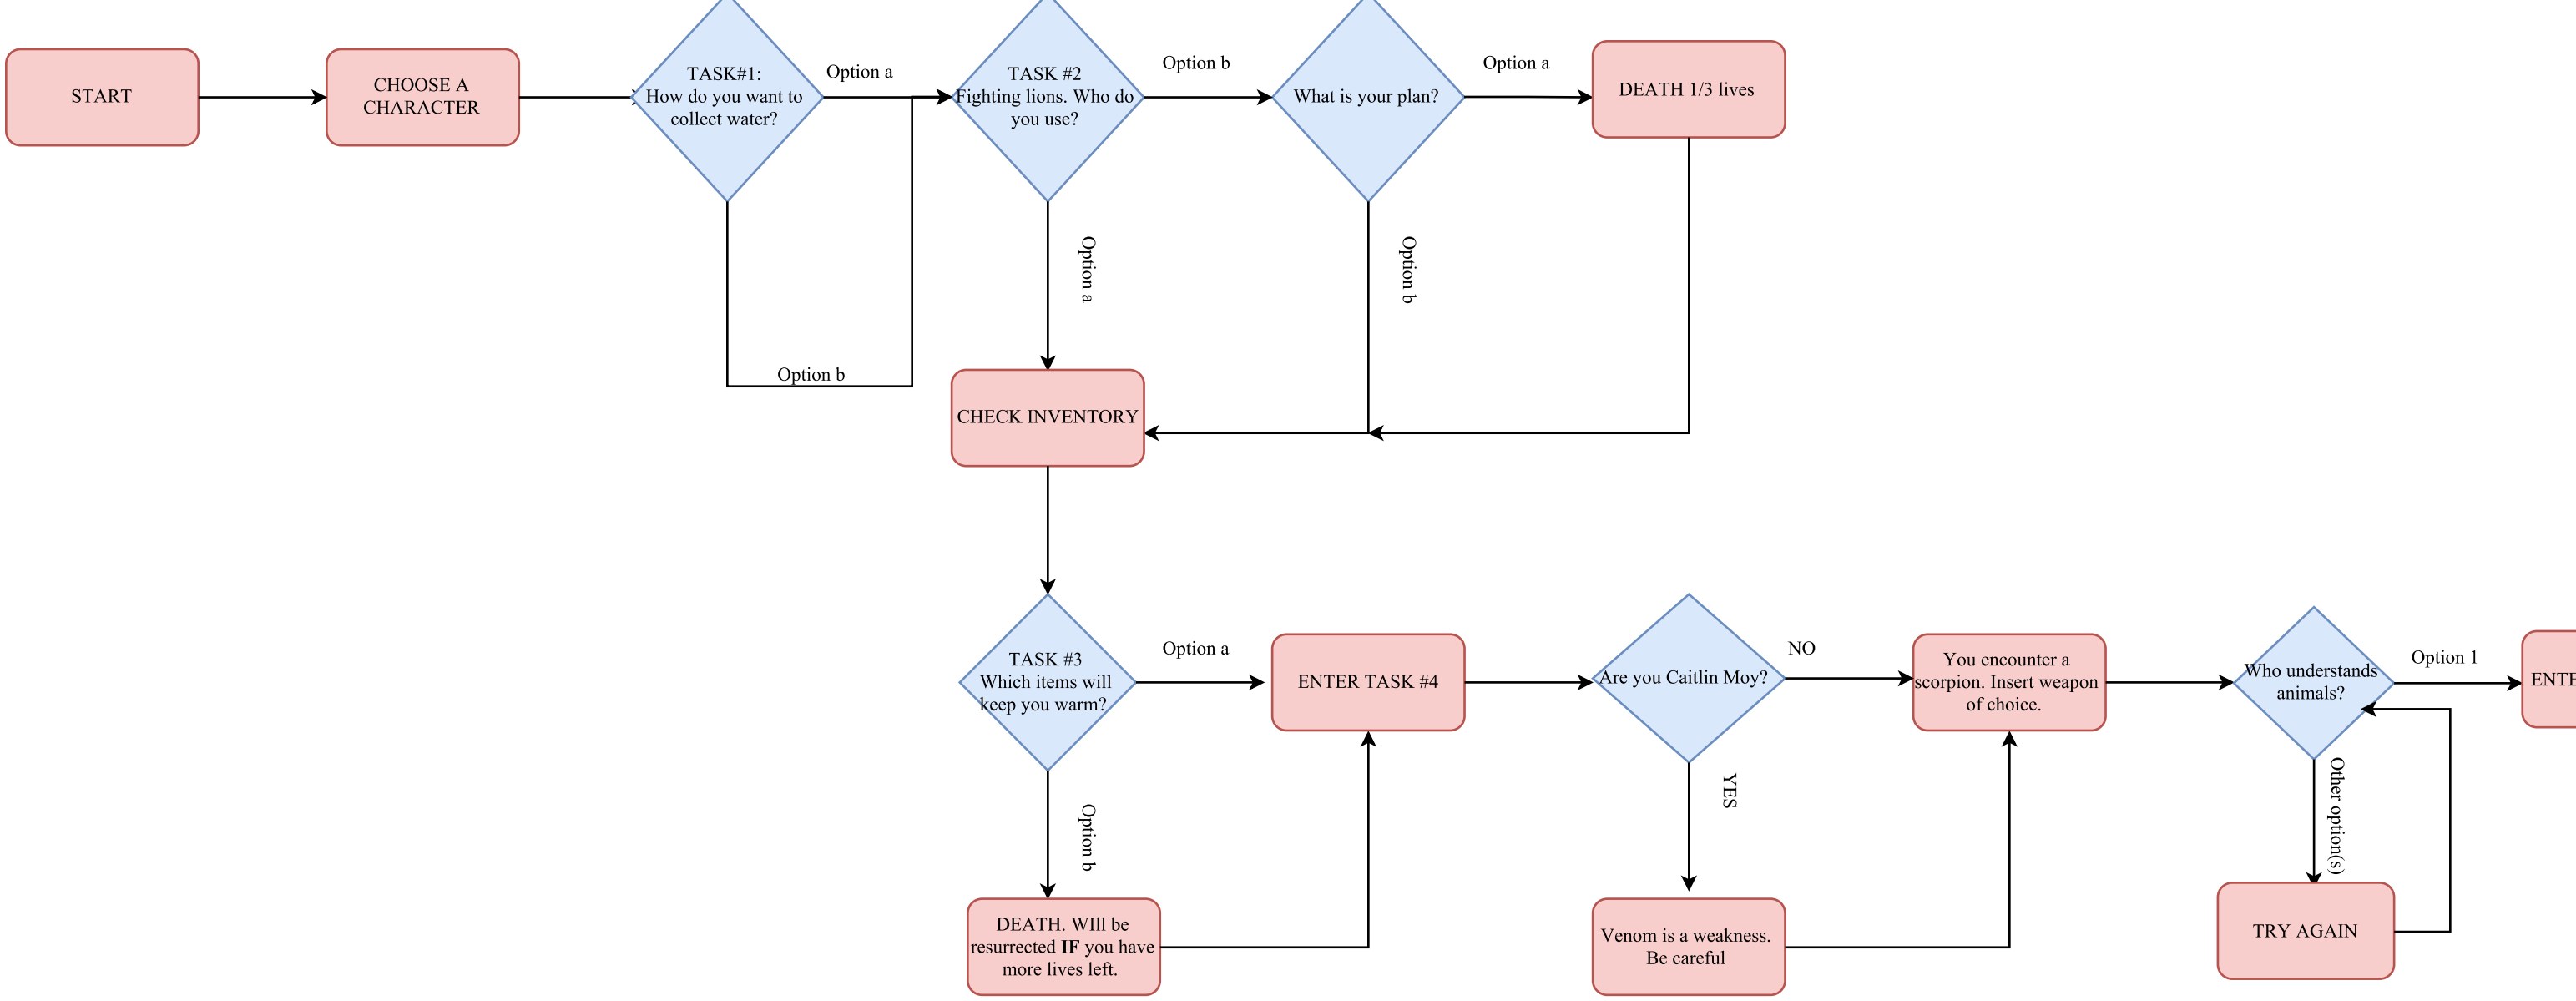 START
CHOOSE A
CHARACTER
TASK#1:
How do you want to
collect water?
Option a
Option b
TASK #2
Fighting lions. Who do
you use?
Option b
Option a
What is your plan?
Option a
Option b
DEATH 1/3 lives
CHECK INVENTORY
TASK #3
Which items will
keep you warm?
Option a
Option b
DEATH. WIll be
resurrected IF you have
more lives left.
ENTER TASK #4
Are you Caitlin Moy?
NO
YES
Venom is a weakness.
Be careful
You encounter a
scorpion. Insert weapon
of choice.
Who understands
animals?
Option 1
Other option(s)
TRY AGAIN